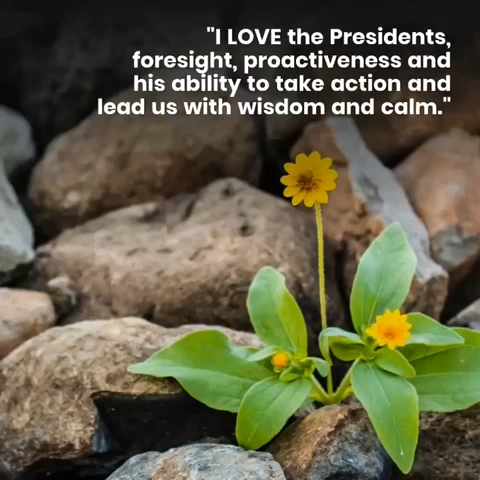 "I LOVE the Presidents,
foresight, proactiveness and
his ability to take action and
lead us with wisdom and calm."